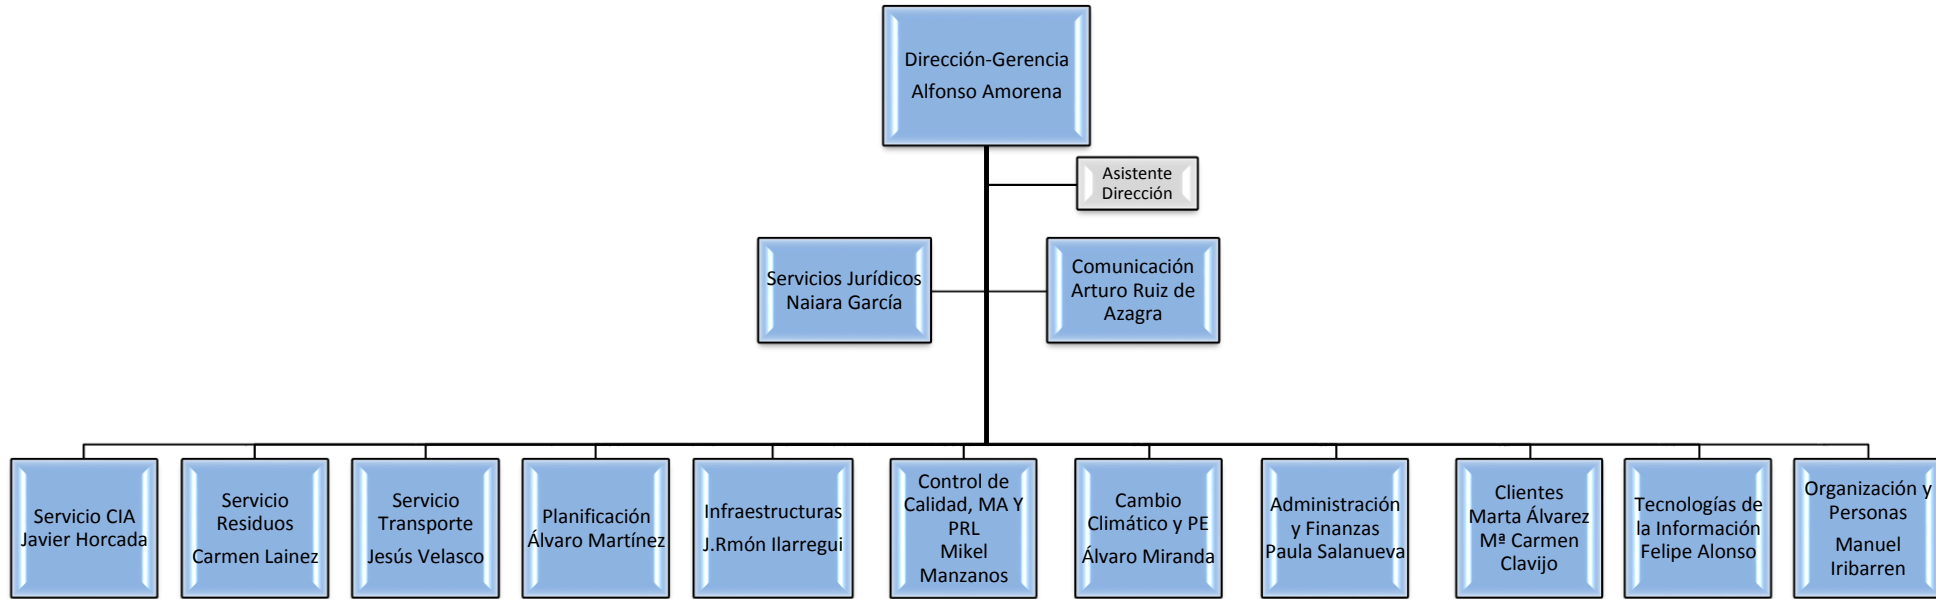 Dirección-Gerencia
Alfonso Amorena
Asistente
Dirección
Servicios Jurídicos
Naiara García
Comunicación
Arturo Ruiz de
Azagra
Servicio CIA
Javier Horcada
Servicio
Residuos
Carmen Lainez
Servicio
Transporte
Jesús Velasco
Planificación
Álvaro Martínez
Infraestructuras
J.Rmón Ilarregui
Control de
Calidad, MA Y
PRL
Mikel
Manzanos
Cambio
Climático y PE
Álvaro Miranda
Administración
y Finanzas
Paula Salanueva
Clientes
Marta Álvarez
Mª Carmen
Clavijo
Tecnologías de
la Información
Felipe Alonso
Organización y
Personas
Manuel
Iribarren